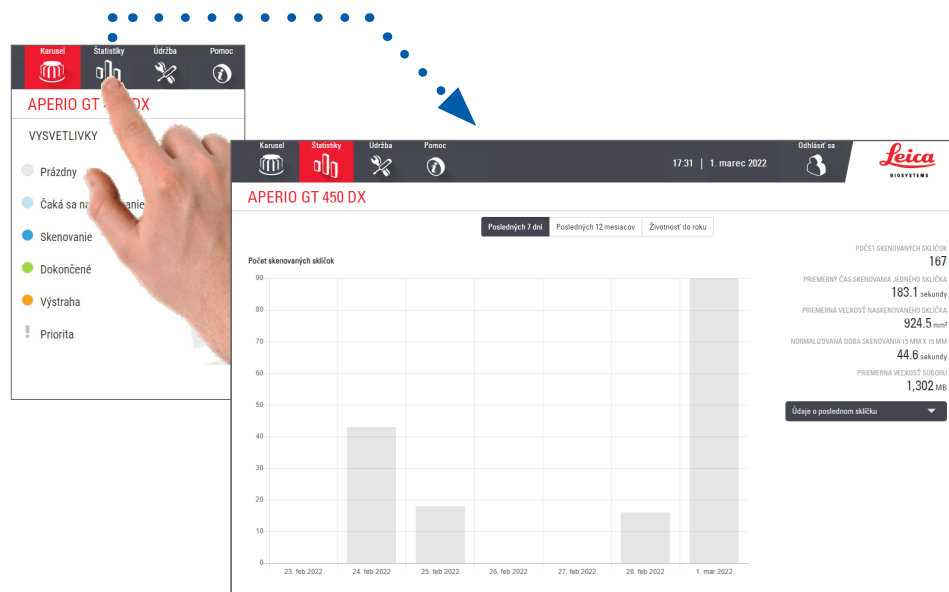 Karusel Štatistiky Údržba Pomoc
APERIO GT DX
VYSVETLIVKY
Prázdny
Čaká sa na
Skenovanie
Dokončené
Výstraha
! Priorita
Karusel Štatistiky Údržba Pomoc
17:31 | 1. marec 2022
Odhlásiť sa
Leica
BIOSYSTEMS
APERIO GT 450 DX
Posledných 7 dní Posledných 12 mesiacov Životnosť do roku
Počet skenovaných sklíčok
90
80
70
60
50
40
30
20
10
0
23. feb 2022 24. feb 2022 25. feb 2022 26. feb 2022 27. feb 2022 28. feb 2022 1. mar 2022
POČET SKENOVANÝCH SKLÍČOK
167
PRIEMERNÝ ČAS SKENOVANIA JEDNÉHO SKLÍČKA
183.1 sekundy
PRIEMERNÁ VEĽKOSŤ NASKENOVANÉHO SKLÍČKA
924.5 mm²
NORMALIZOVANÁ DOBA SKENOVANIA 15 MM X 15 MM
44.6 sekundy
PRIEMERNÁ VEĽKOSŤ SÚBORU
1,302 MB
Údaje o poslednom sklíčku